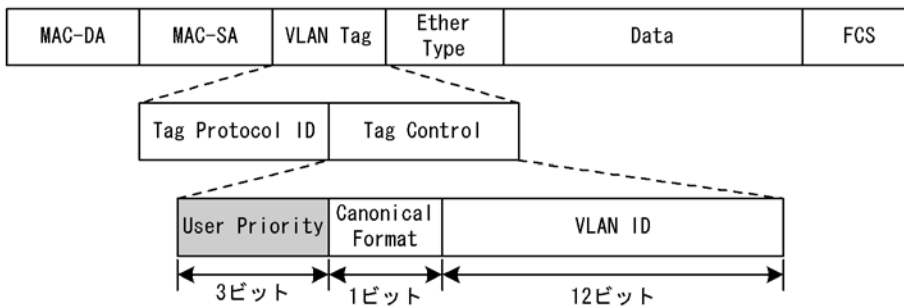 MAC-DA
MAC-SA
VLAN Tag
Ether
Type
Data
FCS
Tag Protocol ID
Tag Control
User Priority
Canonical
Format
VLAN ID
3ビット
1ビット
12ビット